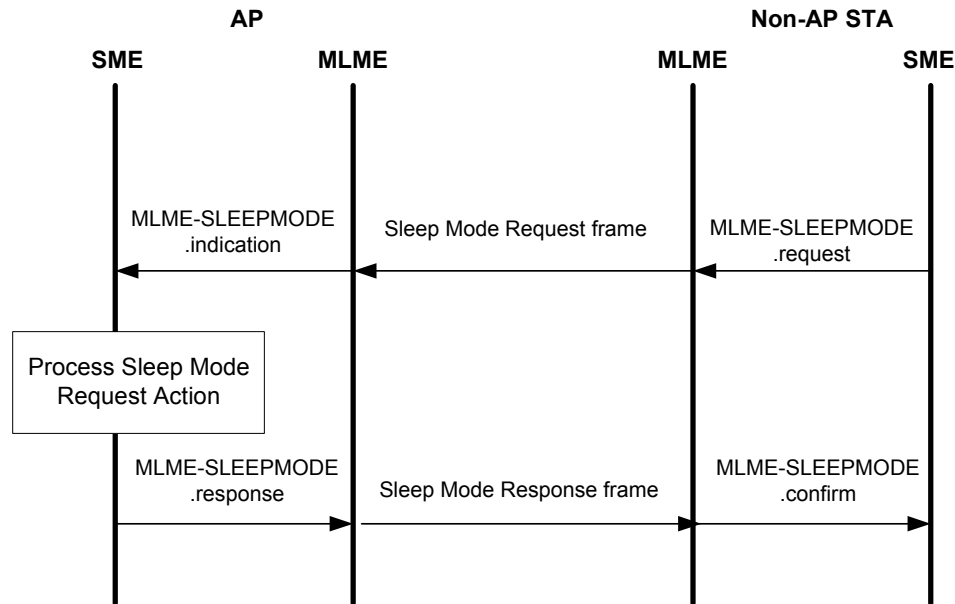 AP
Non-AP STA
SME
MLME
MLME
SME
MLME-SLEEPMODE
.indication
Sleep Mode Request frame
MLME-SLEEPMODE
.request
Process Sleep Mode
Request Action
MLME-SLEEPMODE
.response
Sleep Mode Response frame
MLME-SLEEPMODE
.confirm